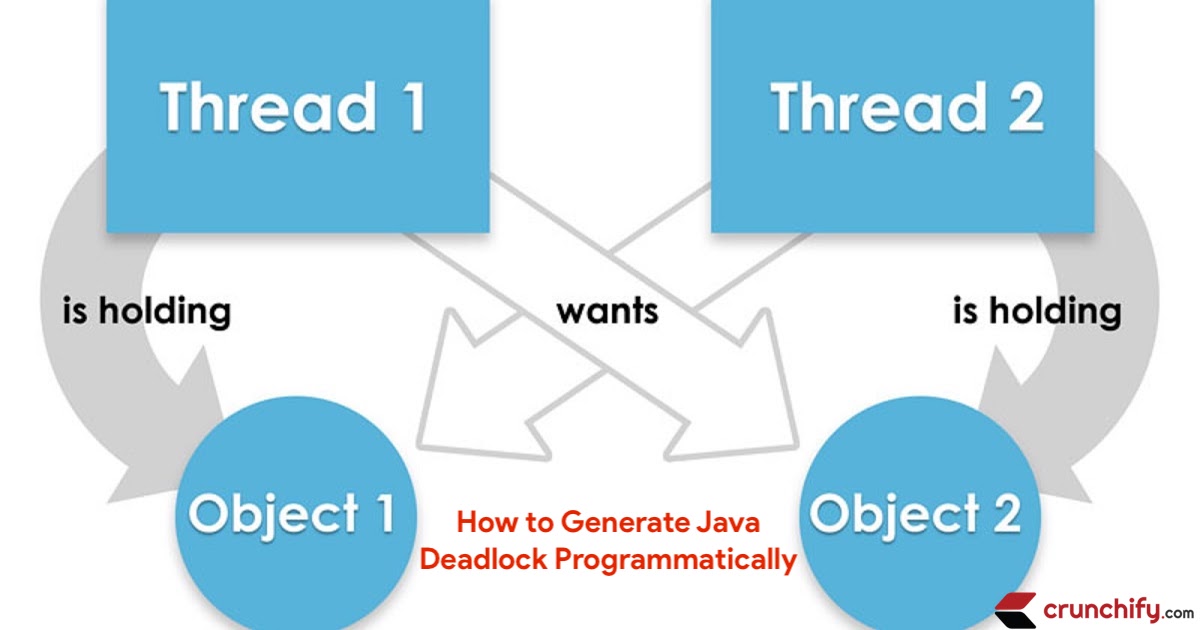 Thread 1
Thread 2
is holding
wants
is holding
Object 1
How to Generate Java
Deadlock Programmatically
Object 2
crunchify.com